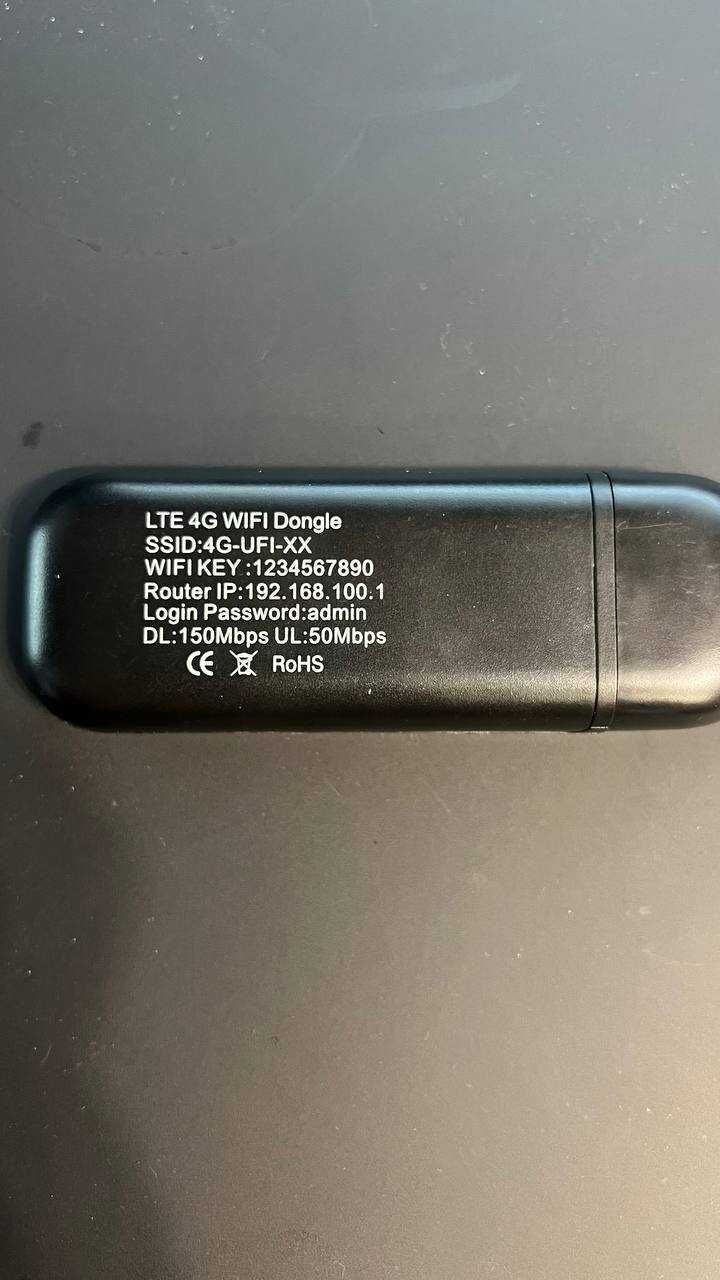 LTE 4G WIFI Dongle
SSID:4G-UFI-XX
WIFI KEY :1234567890
Router IP:192.168.100.1
Login Password:admin
DL:150Mbps UL:50Mbps
CE RoHS